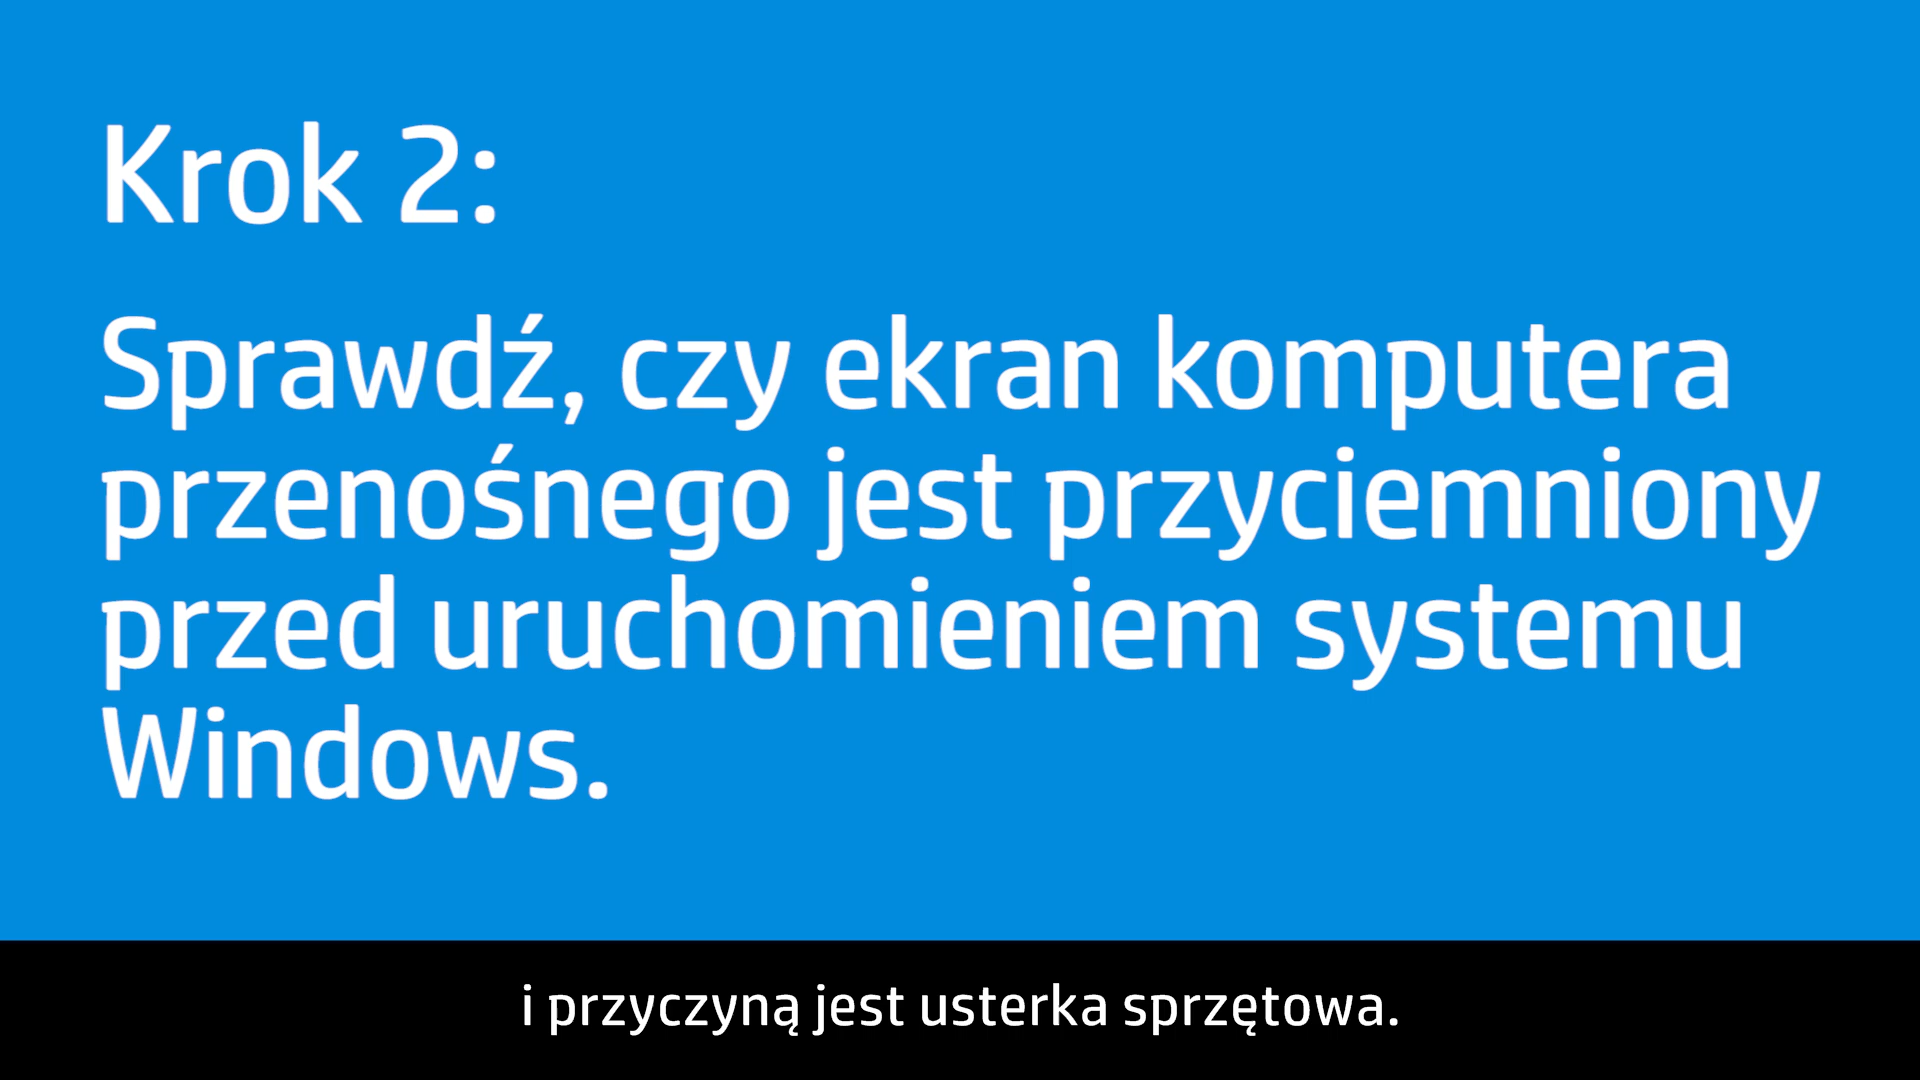 Krok 2:
Sprawdź, czy ekran komputera
przenośnego jest przyciemniony
przed uruchomieniem systemu
Windows.
i przyczyną jest usterka sprzętowa.